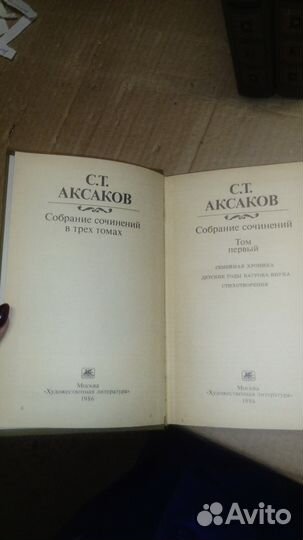 С.Т.
АКСАКОВ
Собрание сочинений
в трех томах
Москва
«Художественная литература»
1986
С.Т.
АКСАКОВ
Собрание сочинений
Том
первый
СЕМЕЙНАЯ ХРОНИКА
ДЕТСКИЕ ГОДЫ БАГРОВА-ВНУКА
СТИХОТВОРЕНИЯ
Москва
«Художественная литература»
1986
Avito